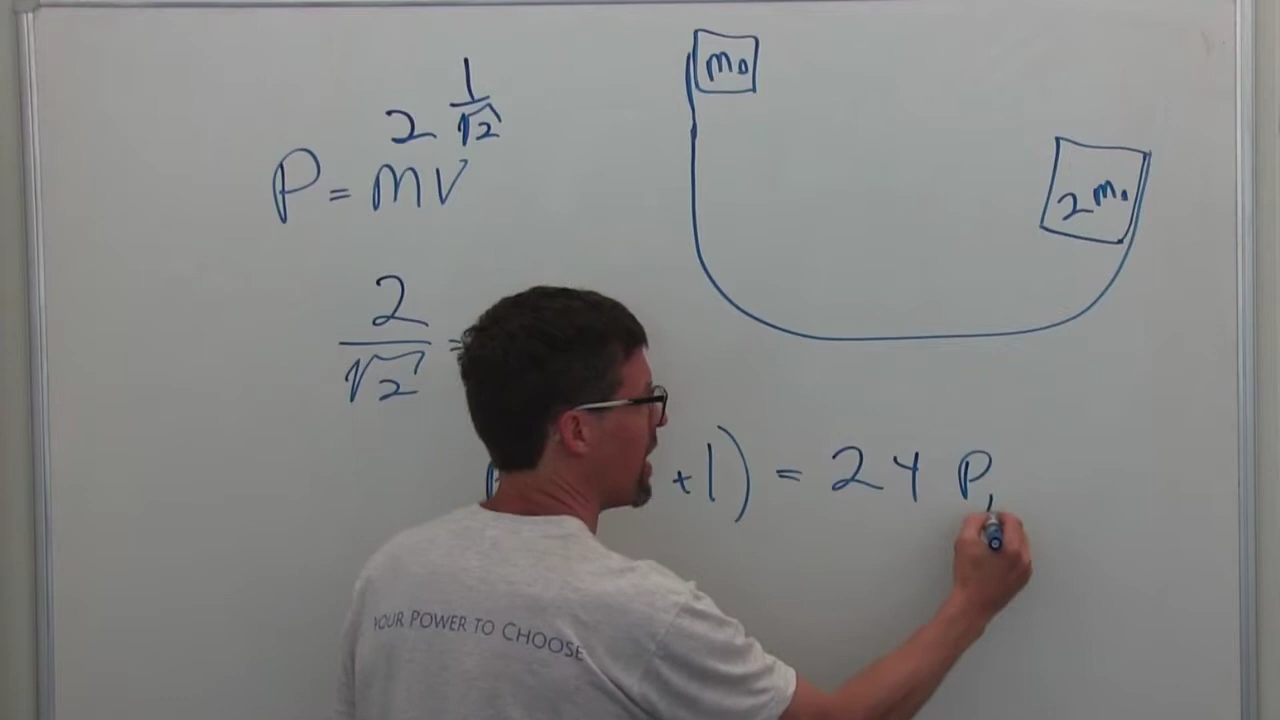 m₀
2 1/√2
P = mv
2m₀
2/√2 =
+1) = 24 P,
YOUR POWER TO CHOOSE